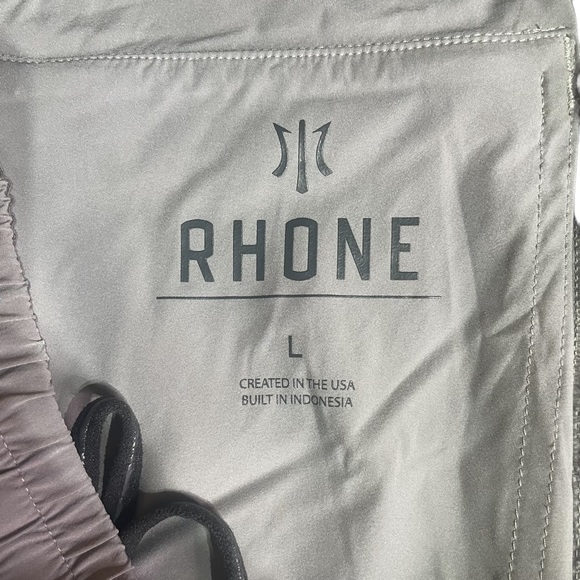 RHONE
L
CREATED IN THE USA
BUILT IN INDONESIA